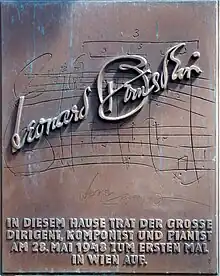 Leonard Bernstein
IN DIESEM HAUSE TRAT DER GROSSE
DIRIGENT, KOMPONIST UND PIANIST
AM 28. MAI 1948 ZUM ERSTEN MAL
IN WIEN AUF.